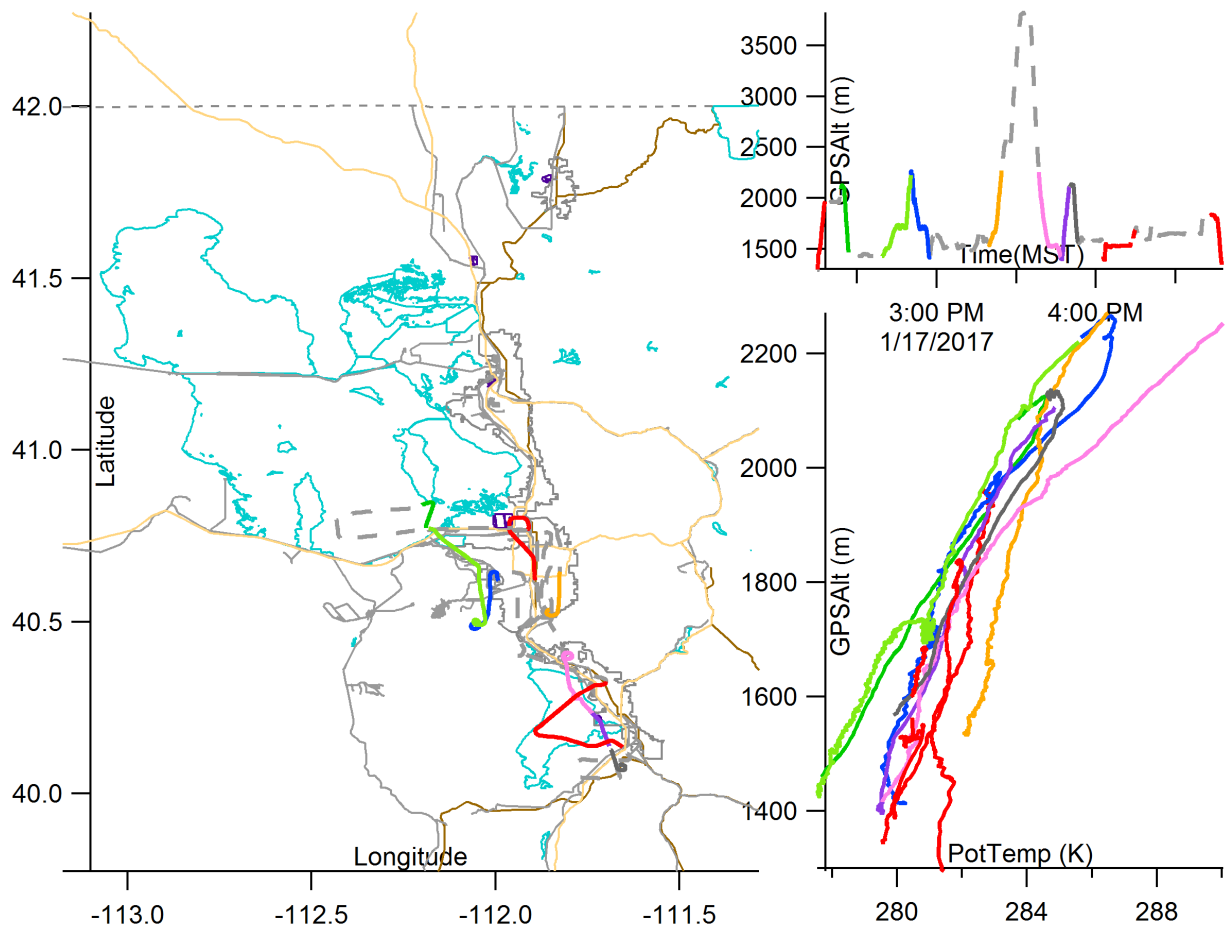 42.0
41.5
41.0
40.5
40.0
Latitude
Longitude
-113.0
-112.5
-112.0
-111.5
3500
3000
2500
2000
1500
GPSAlt (m)
Time(MST)
3:00 PM
4:00 PM
1/17/2017
2200
2000
1800
1600
1400
GPSAlt (m)
PotTemp (K)
280
284
288